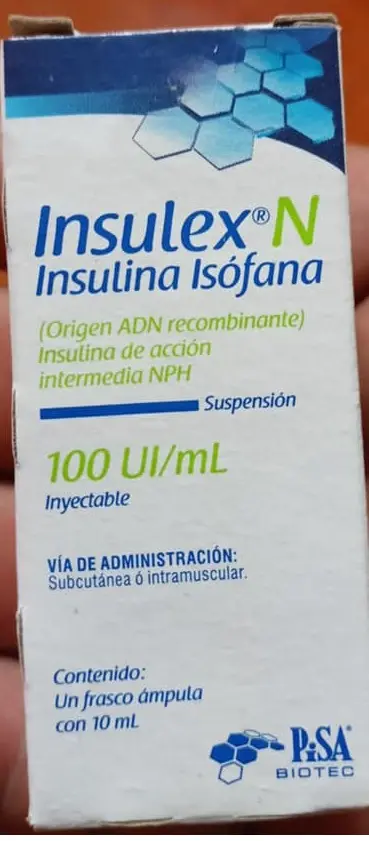 Insulex® N
Insulina Isófana
(Origen ADN recombinante)
Insulina de acción
intermedia NPH
Suspensión
100 UI/mL
Inyectable
VÍA DE ADMINISTRACIÓN:
Subcutánea ó intramuscular.
Contenido:
Un frasco ámpula
con 10 mL
PiSA®
BIOTEC